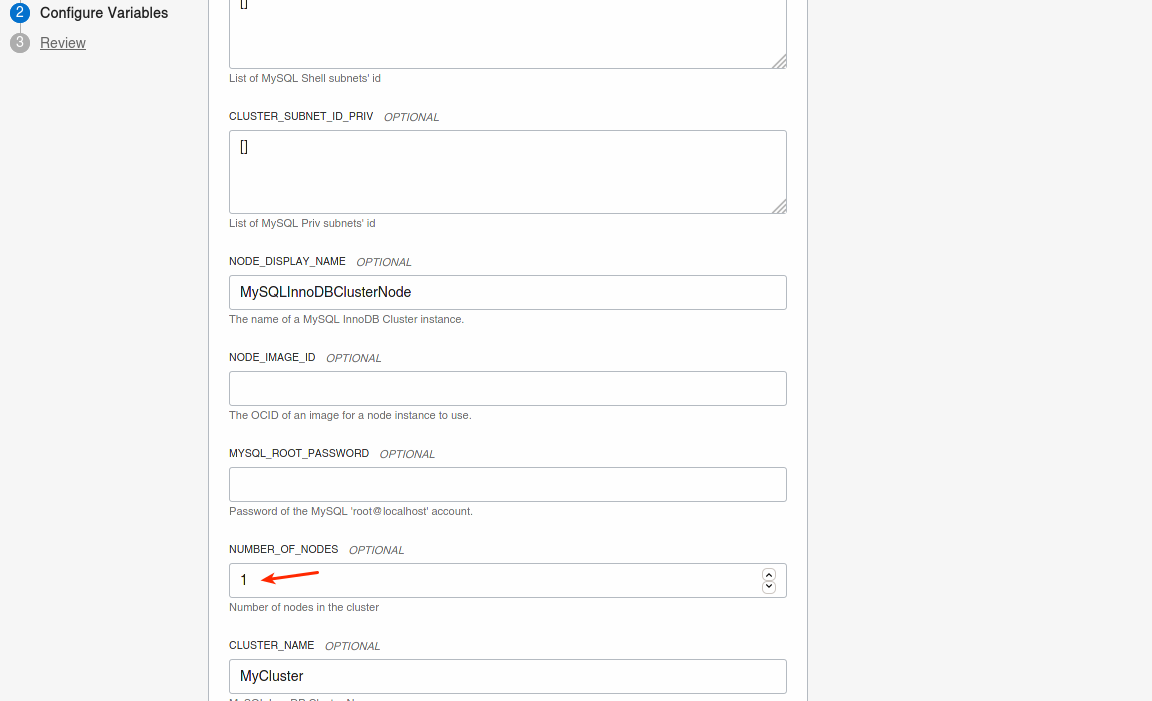 2 Configure Variables
3 Review
[]
List of MySQL Shell subnets' id
CLUSTER_SUBNET_ID_PRIV OPTIONAL
[]
List of MySQL Priv subnets' id
NODE_DISPLAY_NAME OPTIONAL
MySQLInnoDBClusterNode
The name of a MySQL InnoDB Cluster instance.
NODE_IMAGE_ID OPTIONAL
The OCID of an image for a node instance to use.
MYSQL_ROOT_PASSWORD OPTIONAL
Password of the MySQL 'root@localhost' account.
NUMBER_OF_NODES OPTIONAL
1
Number of nodes in the cluster
CLUSTER_NAME OPTIONAL
MyCluster